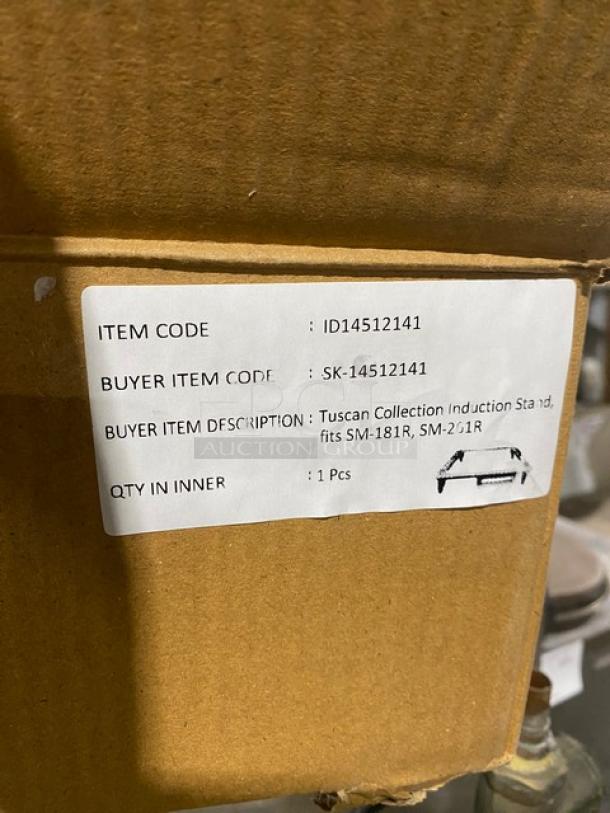 ITEM CODE : ID14512141
BUYER ITEM CODE : SK-14512141
BUYER ITEM DESCRIPTION : Tuscan Collection Induction Stand,
fits SM-181R, SM-261R
QTY IN INNER : 1 Pcs
AUCTION GROUP